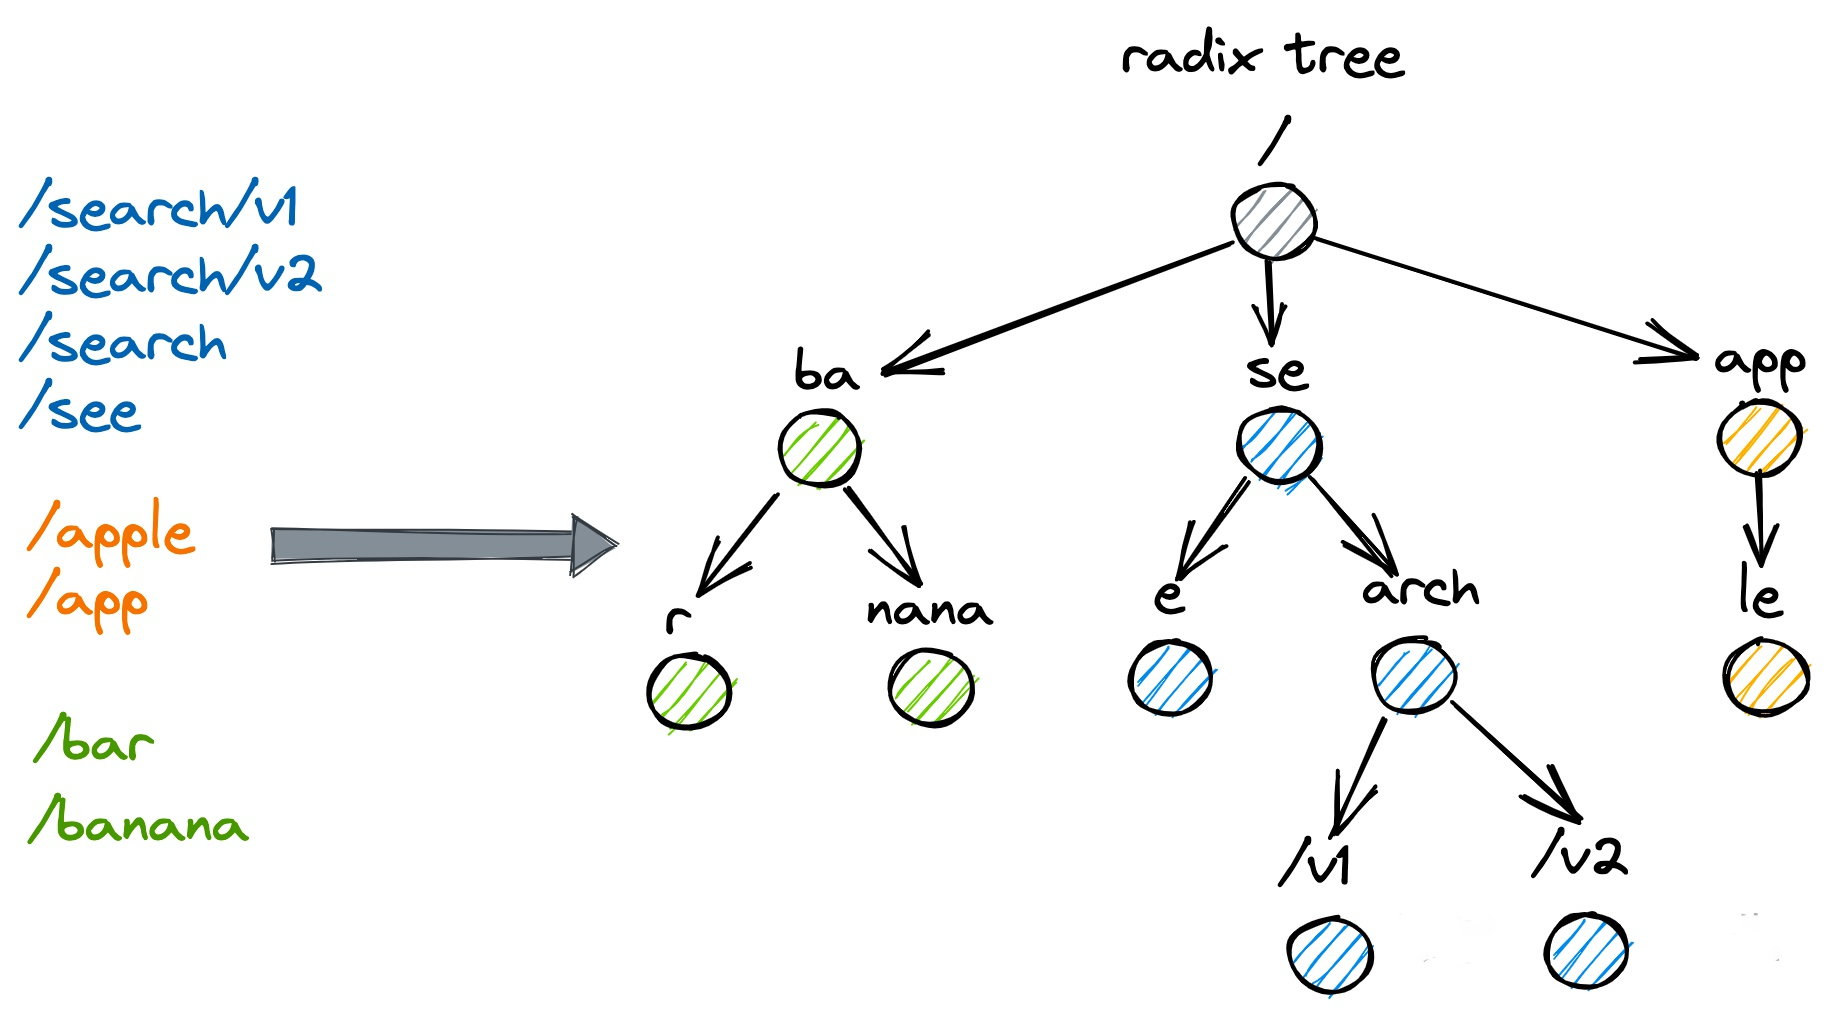 radix tree
/
/search/v1
/search/v2
/search
/see
/apple
/app
/bar
/banana
ba
se
app
r
nana
e
arch
le
/v1
/v2